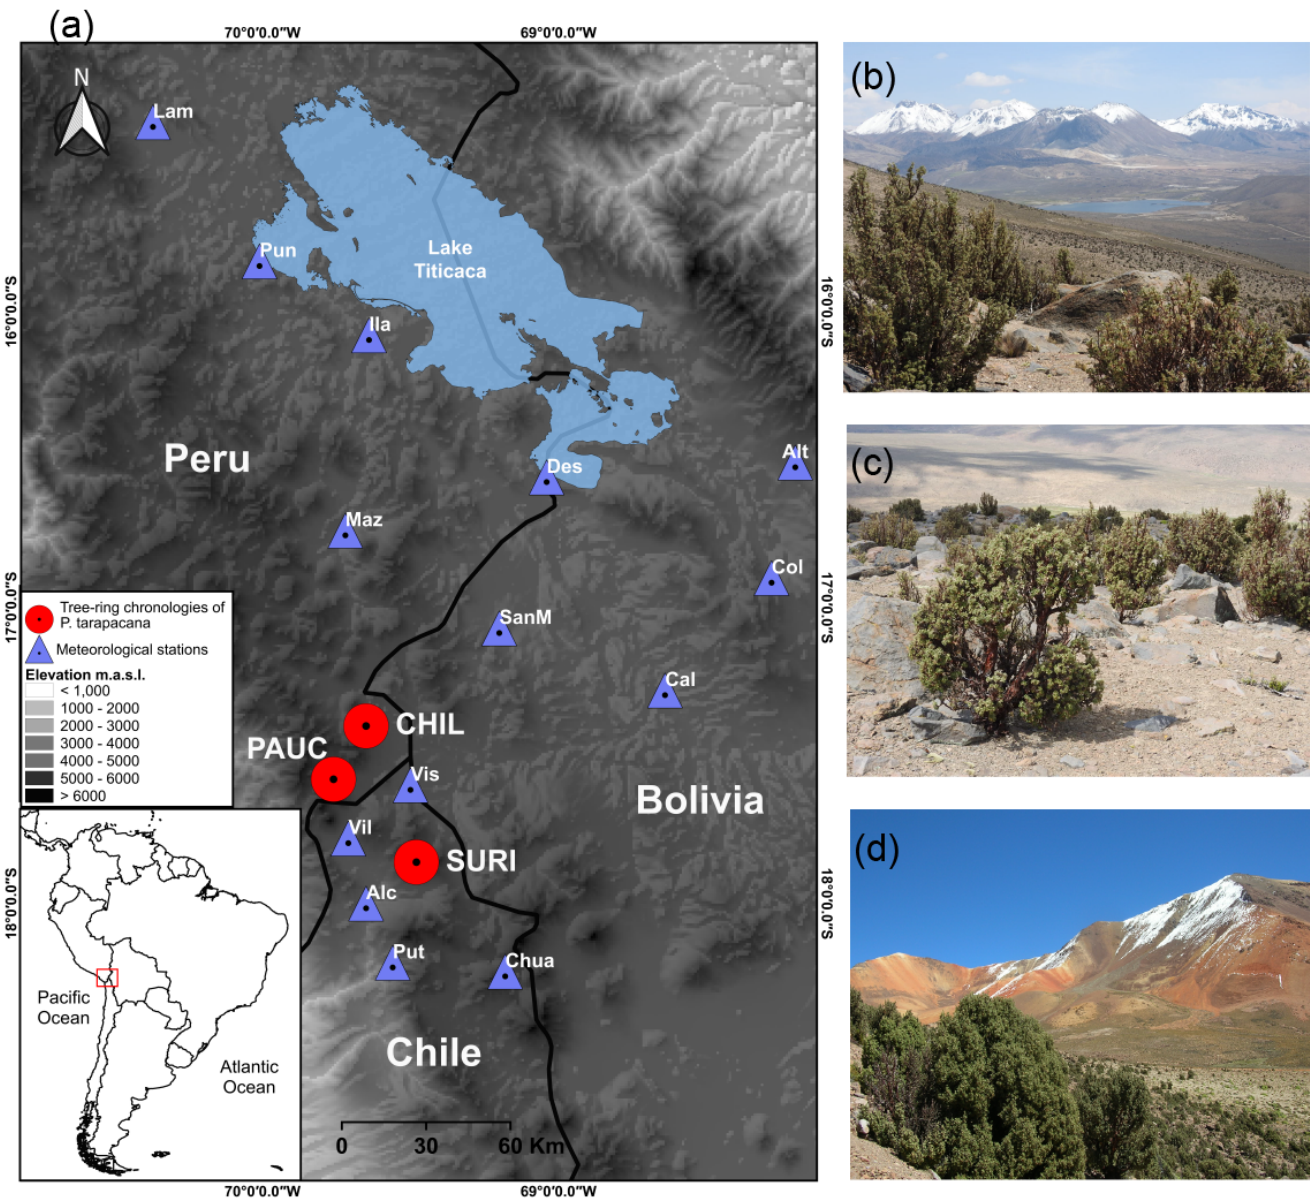 (a)
70°0'0.0"W
69°0'0.0"W
N
Lam
Pun
Lake
Titicaca
Ila
16°0'0.0"S
16°0'0.0"S
Peru
Des
Alt
Maz
Col
SanM
17°0'0.0"S
17°0'0.0"S
Cal
Tree-ring chronologies of
P. tarapacana
Meteorological stations
Elevation m.a.s.l.
< 1,000
1000 - 2000
2000 - 3000
3000 - 4000
4000 - 5000
5000 - 6000
> 6000
CHIL
PAUC
Vis
Bolivia
Vil
SURI
Alc
18°0'0.0"S
18°0'0.0"S
Put
Chua
Pacific
Ocean
Atlantic
Ocean
Chile
0 30 60 Km
70°0'0.0"W
69°0'0.0"W
(b)
(c)
(d)